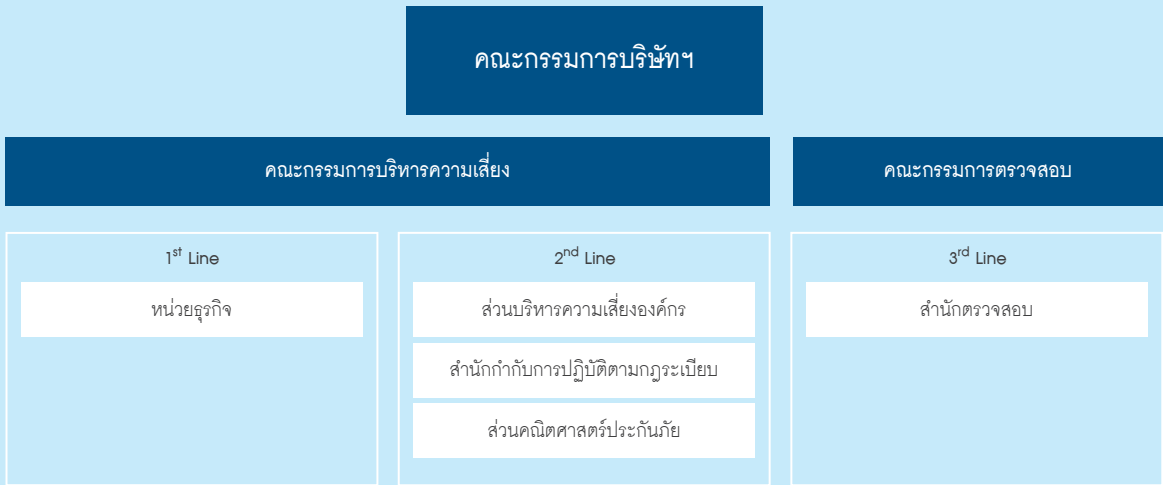 คณะกรรมการบริษัทฯ
คณะกรรมการบริหารความเสี่ยง
คณะกรรมการตรวจสอบ
1st Line
หน่วยธุรกิจ
2nd Line
ส่วนบริหารความเสี่ยงองค์กร
สำนักกำกับการปฏิบัติตามกฎระเบียบ
ส่วนคณิตศาสตร์ประกันภัย
3rd Line
สำนักตรวจสอบ